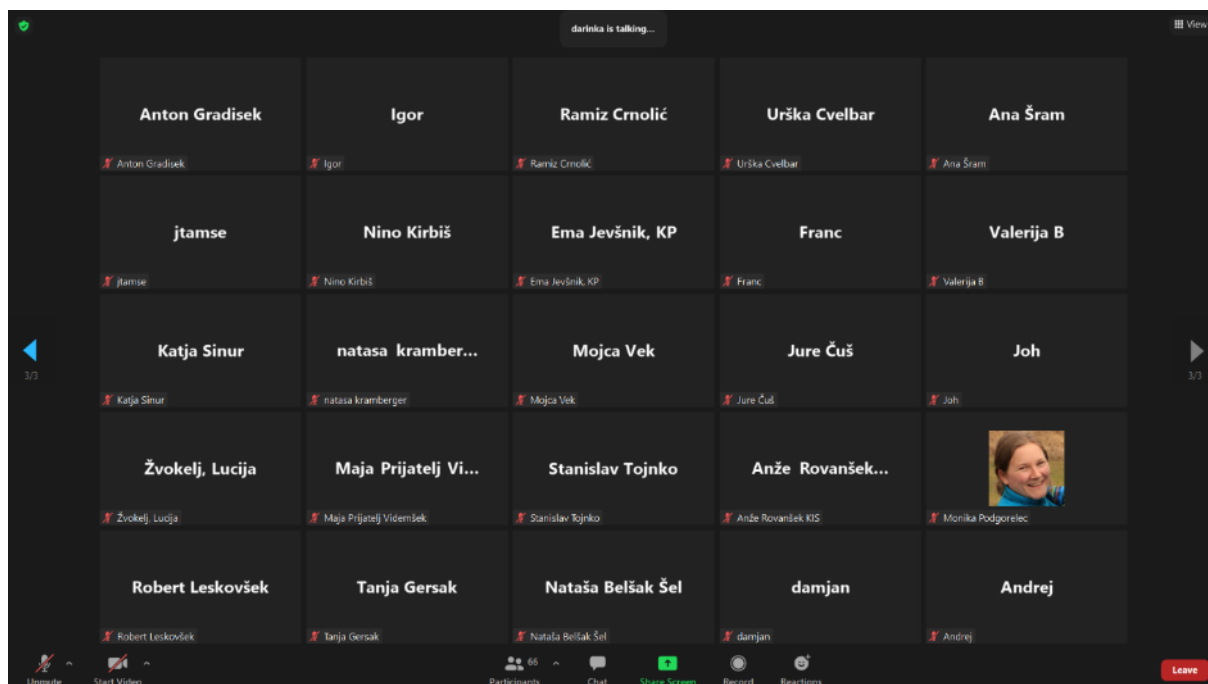 darinka is talking...
View
Anton Gradisek
Igor
Ramiz Crnolić
Urška Cvelbar
Ana Šram
Anton Gradisek
Igor
Ramiz Crnolić
Urška Cvelbar
Ana Šram
jtamse
Nino Kirbiš
Ema Jevšnik, KP
Franc
Valerija B
jtamse
Nino Kirbiš
Ema Jevšnik, KP
Franc
Valerija B
Katja Sinur
natasa kramber...
Mojca Vek
Jure Čuš
Joh
3/3
3/3
Katja Sinur
natasa kramberger
Mojca Vek
Jure Čuš
Joh
Žvokelj, Lucija
Maja Prijatelj Vi...
Stanislav Tojnko
Anže Rovanšek...
Žvokelj, Lucija
Maja Prijatelj Videmšek
Stanislav Tojnko
Anže Rovanšek KIS
Monika Podgorelec
Robert Leskovšek
Tanja Gersak
Nataša Belšak Šel
damjan
Andrej
Robert Leskovšek
Tanja Gersak
Nataša Belšak Šel
damjan
Andrej
66
Unmute
Start Video
Participants
Chat
Share Screen
Record
Reactions
Leave